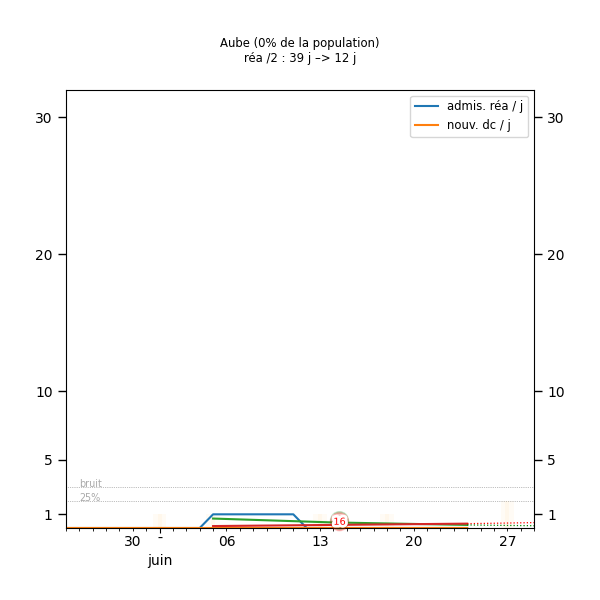 Aube (0% de la population)
réa /2 : 39 j –> 12 j
admis. réa / j
nouv. dc / j
30 30
20 20
10 10
5 5
bruit
25%
1 16 1
30 - 06 13 20 27
juin